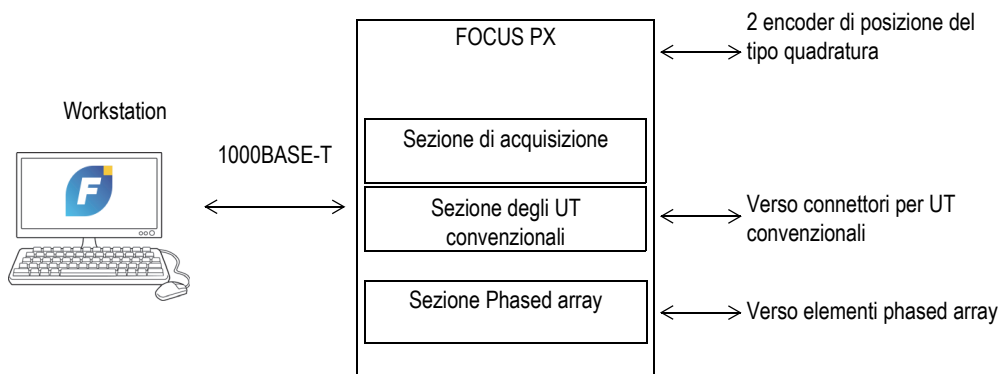 2 encoder di posizione del
tipo quadratura
FOCUS PX
Workstation
1000BASE-T
Sezione di acquisizione
Sezione degli UT
convenzionali
Verso connettori per UT
convenzionali
Sezione Phased array
Verso elementi phased array
F